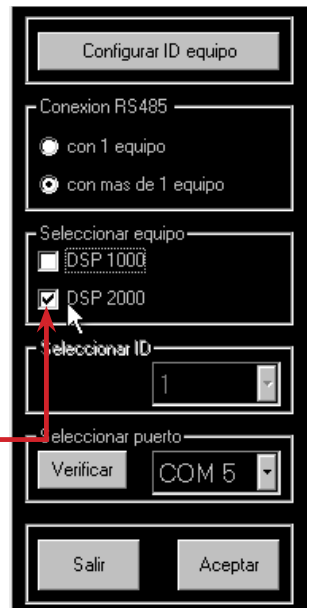 Configurar ID equipo
Conexion RS485
con 1 equipo
con mas de 1 equipo
Seleccionar equipo
DSP 1000
DSP 2000
Seleccionar ID
1
Seleccionar puerto
Verificar COM 5
Salir Aceptar